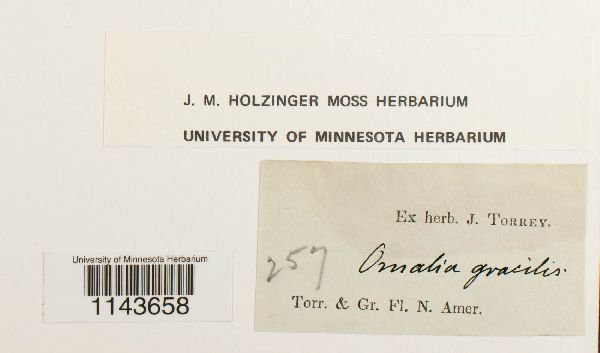 J. M. HOLZINGER MOSS HERBARIUM
UNIVERSITY OF MINNESOTA HERBARIUM
Ex herb. J. TORREY.
257 Omalia gracilis.
Torr. & Gr. Fl. N. Amer.
University of Minnesota Herbarium
1143658